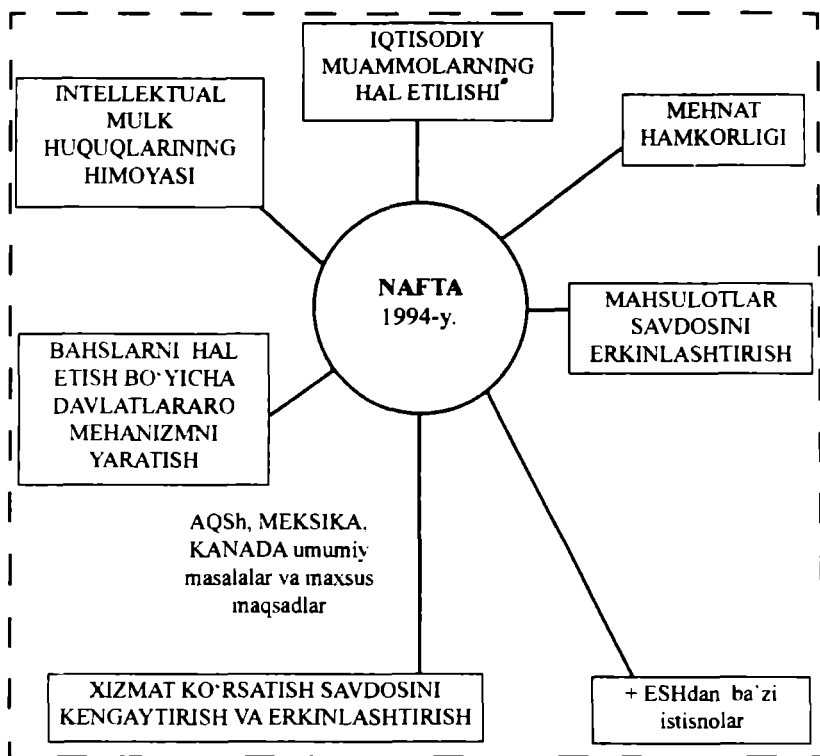 IQTISODIY
MUAMMOLARNING
HAL ETILISHI
INTELLEKTUAL
MULK
HUQUQLARINING
HIMOYASI
MEHNAT
HAMKORLIGI
NAFTA
1994-y.
MAHSULOTLAR
SAVDOSINI
ERKINLASHTIRISH
BAHSLARNI HAL
ETISH BO‘YICHA
DAVLATLARARO
MEHANIZMNI
YARATISH
AQSh, MEKSIKA,
KANADA umumiy
masalalar va maxsus
maqsadlar
XIZMAT KO‘RSATISH SAVDOSINI
KENGAYTIRISH VA ERKINLASHTIRISH
+ ESHdan ba‘zi
istisnolar